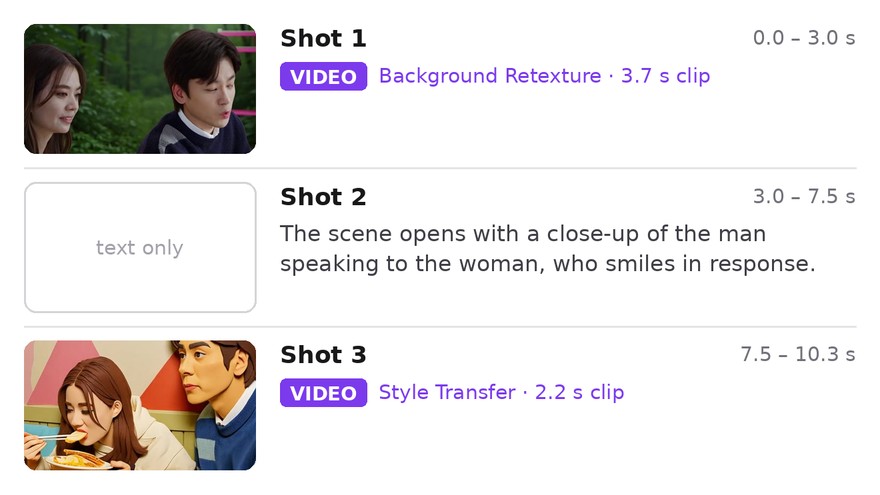 Shot 1
0.0 – 3.0 s
VIDEO Background Retexture · 3.7 s clip
text only
Shot 2
3.0 – 7.5 s
The scene opens with a close-up of the man
speaking to the woman, who smiles in response.
Shot 3
7.5 – 10.3 s
VIDEO Style Transfer · 2.2 s clip